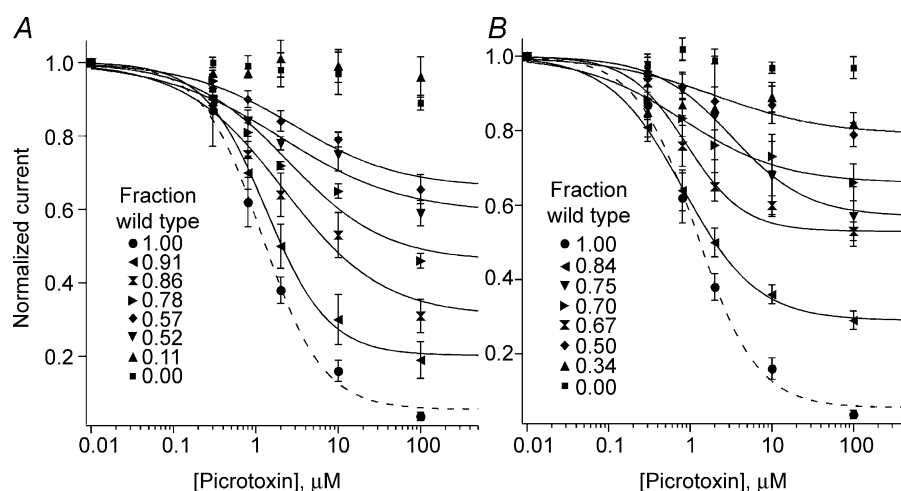 A
B
Normalized current
1.0
0.8
0.6
0.4
0.2
Fraction
wild type
1.00
0.91
0.86
0.78
0.57
0.52
0.11
0.00
0.01 0.1 1 10 100
[Picrotoxin], μM
1.0
0.8
0.6
0.4
0.2
Fraction
wild type
1.00
0.84
0.75
0.70
0.67
0.50
0.34
0.00
0.01 0.1 1 10 100
[Picrotoxin], μM